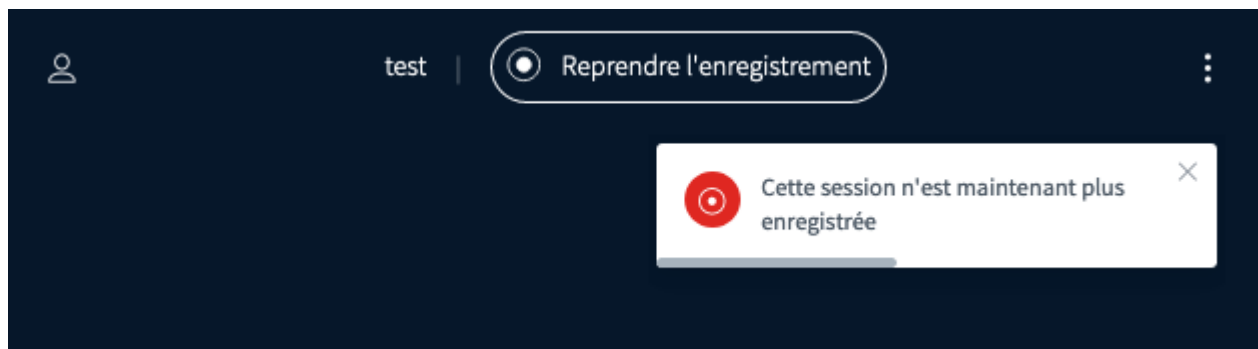 test | Reprendre l'enregistrement
Cette session n'est maintenant plus
enregistrée